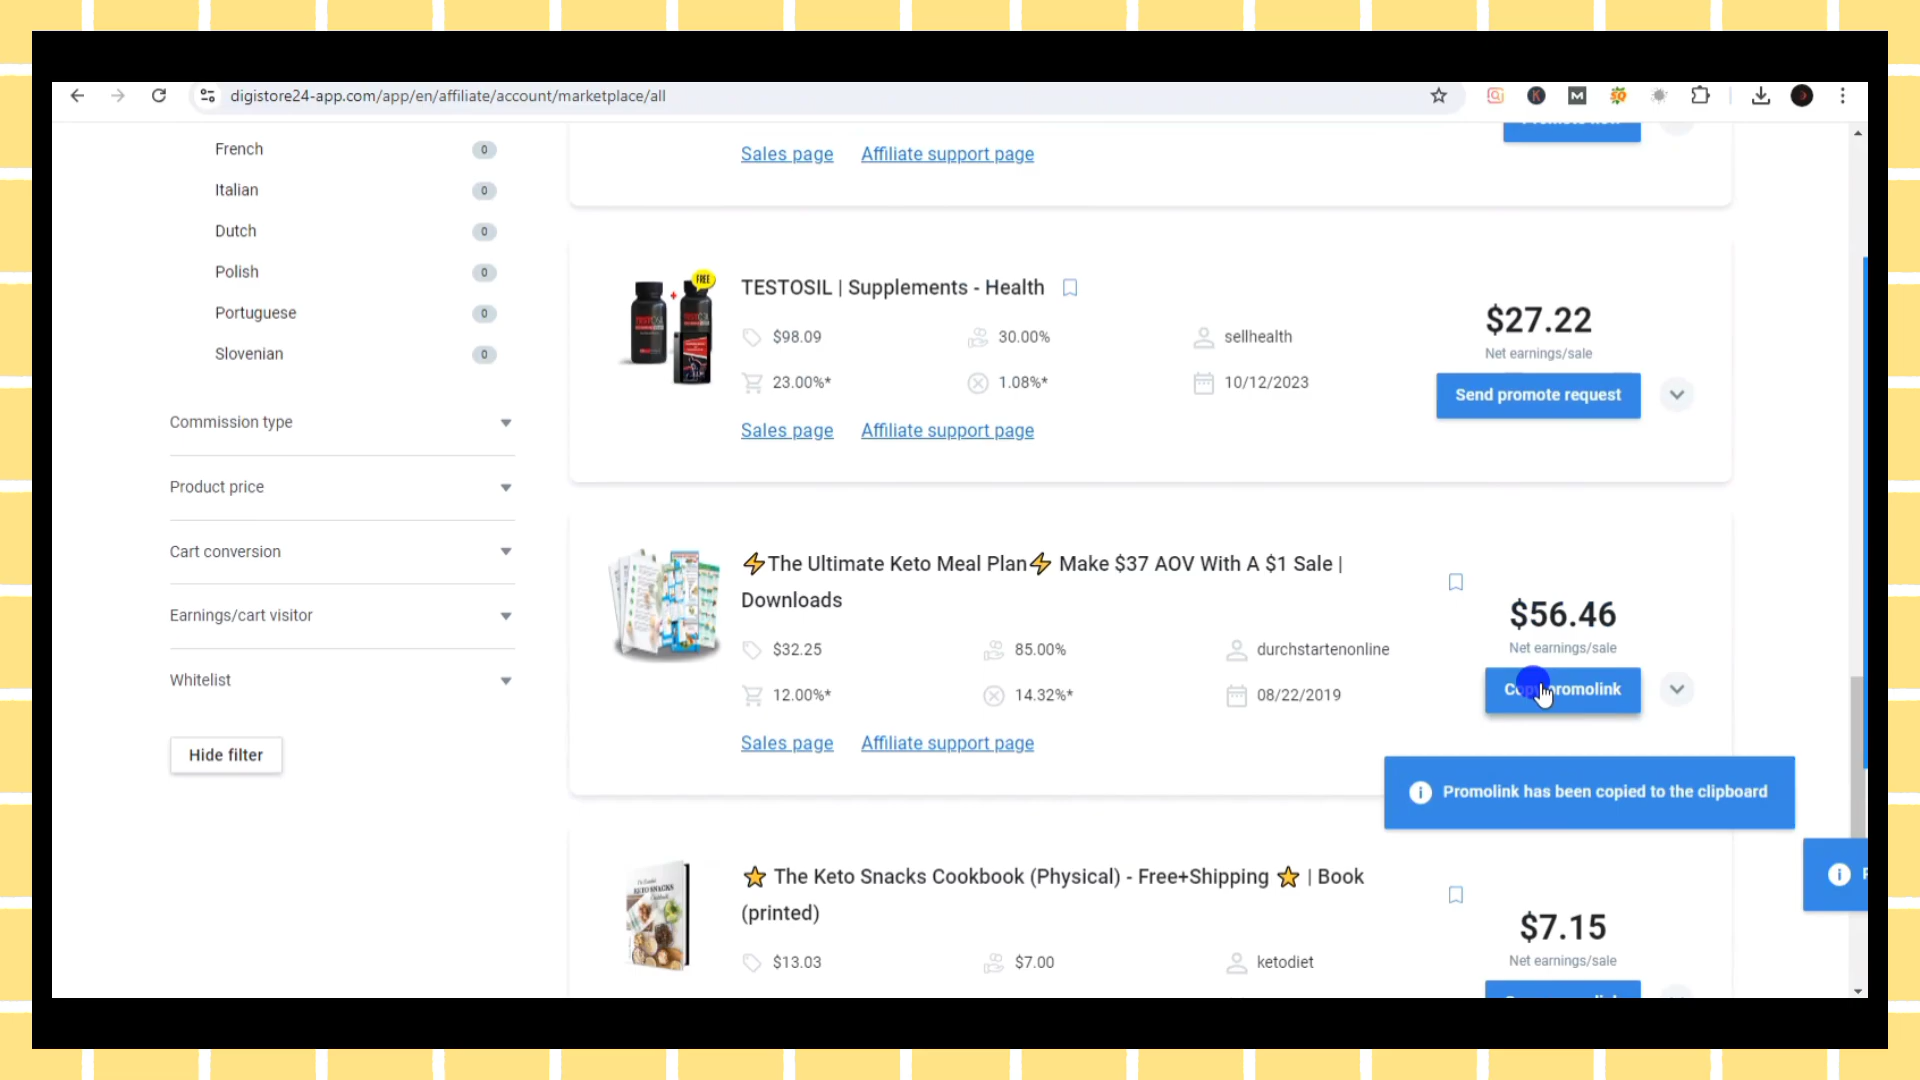 digistore24-app.com/app/en/affiliate/account/marketplace/all
French 0
Italian 0
Dutch 0
Polish 0
Portuguese 0
Slovenian 0
Commission type
Product price
Cart conversion
Earnings/cart visitor
Whitelist
Hide filter
Sales page Affiliate support page
FREE
TESTOSIL | Supplements - Health
$98.09 30.00% sellhealth
23.00%* 1.08%* 10/12/2023
Sales page Affiliate support page
$27.22
Net earnings/sale
Send promote request
⚡The Ultimate Keto Meal Plan⚡ Make $37 AOV With A $1 Sale |
Downloads
$32.25 85.00% durchstartenonline
12.00%* 14.32%* 08/22/2019
Sales page Affiliate support page
$56.46
Net earnings/sale
Copy promolink
Promolink has been copied to the clipboard
⭐ The Keto Snacks Cookbook (Physical) - Free+Shipping ⭐ | Book
(printed)
KETO SNACKS
$13.03 $7.00 ketodiet
$7.15
Net earnings/sale